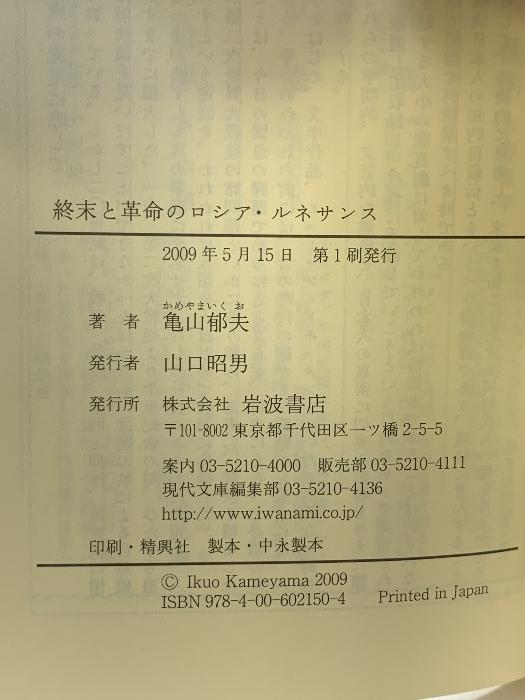 終末と革命のロシア・ルネサンス
2009年5月15日　第1刷発行
かめやまいくお
著　者　亀山郁夫
発行者　山口昭男
発行所　株式会社 岩波書店
〒101-8002 東京都千代田区一ツ橋 2-5-5
案内 03-5210-4000　販売部 03-5210-4111
現代文庫編集部 03-5210-4136
http://www.iwanami.co.jp/
印刷・精興社　製本・中永製本
© Ikuo Kameyama 2009
ISBN 978-4-00-602150-4　Printed in Japan